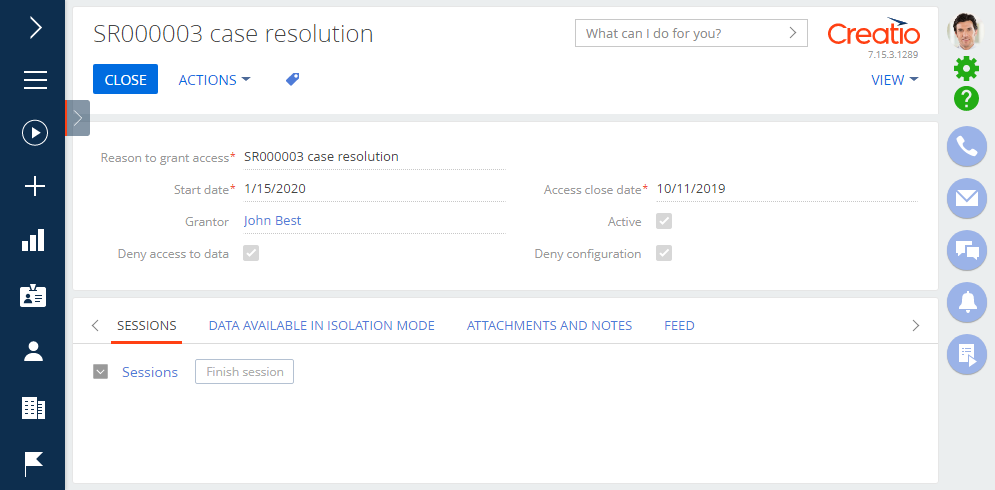 SR000003 case resolution
What can I do for you?
Creatio
7.15.3.1289
CLOSE
ACTIONS
VIEW
Reason to grant access* SR000003 case resolution
Start date* 1/15/2020
Access close date* 10/11/2019
Grantor John Best
Active
Deny access to data
Deny configuration
SESSIONS
DATA AVAILABLE IN ISOLATION MODE
ATTACHMENTS AND NOTES
FEED
Sessions
Finish session